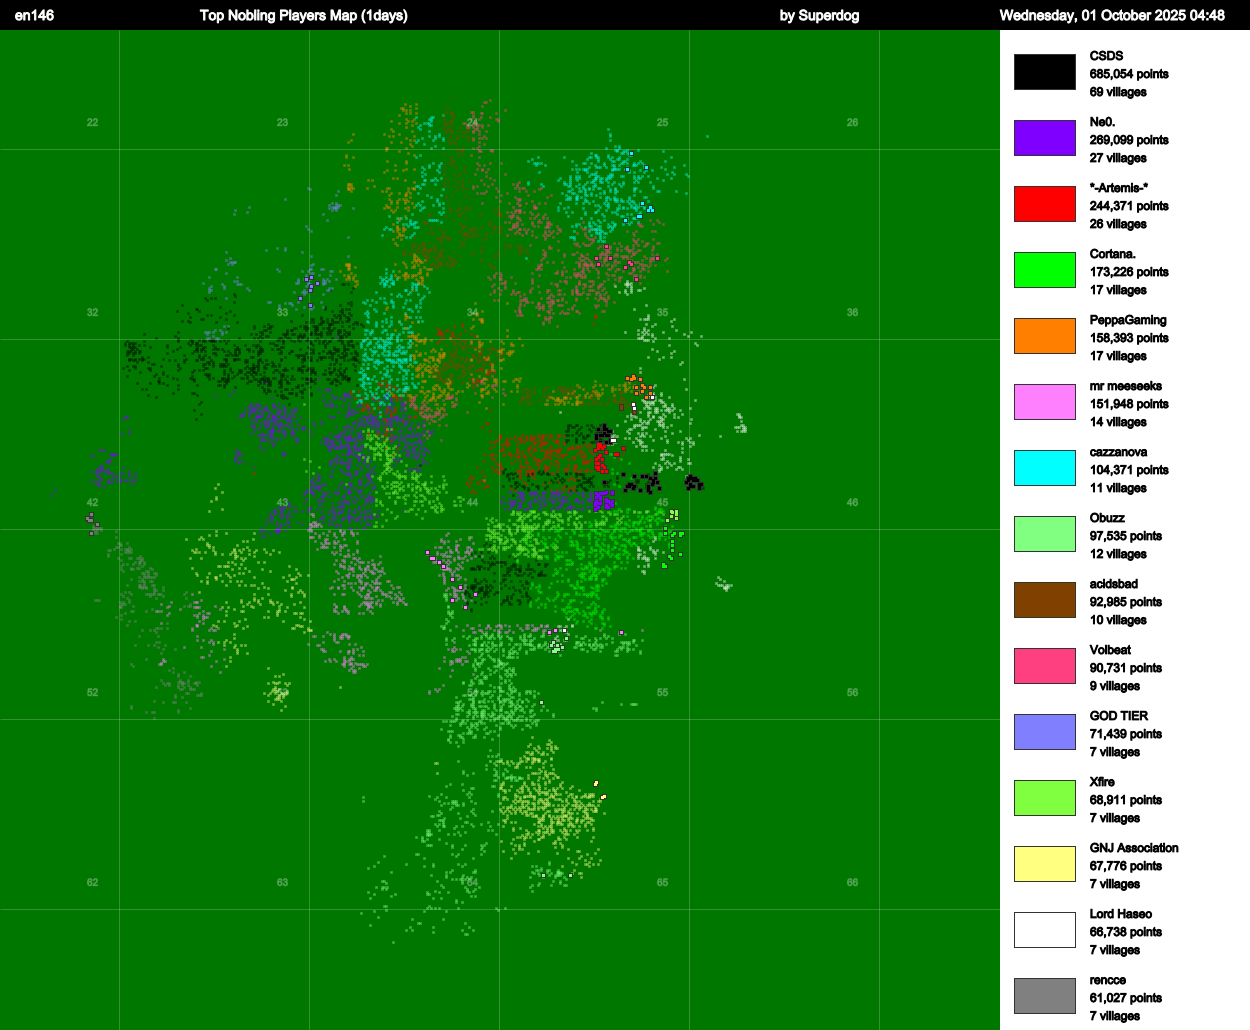 en146 Top Nobling Players Map (1days) by Superdog Wednesday, 01 October 2025 04:48
22 23 24 25 26
32 33 34 35 36
42 43 44 45 46
52 53 54 55 56
62 63 64 65 66
CSDS
685,054 points
69 villages
Ne0.
269,099 points
27 villages
*-Artemis-*
244,371 points
26 villages
Cortana.
173,226 points
17 villages
PeppaGaming
158,393 points
17 villages
mr meeseeks
151,948 points
14 villages
cazzanova
104,371 points
11 villages
Obuzz
97,535 points
12 villages
acidsbad
92,985 points
10 villages
Volbeat
90,731 points
9 villages
GOD TIER
71,439 points
7 villages
Xfire
68,911 points
7 villages
GNJ Association
67,776 points
7 villages
Lord Haseo
66,738 points
7 villages
rencce
61,027 points
7 villages